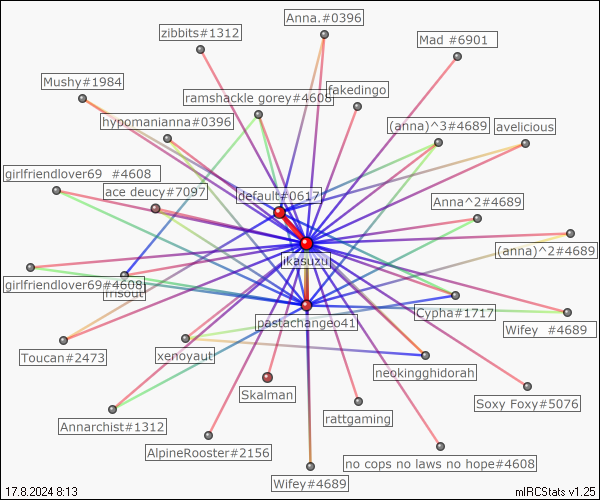 Anna.#0396
zibbits#1312
Mad #6901
Mushy#1984
fakedingo
ramshackle gorey#4608
hypomanianna#0396
(anna)^3#4689
avelicious
girlfriendlover69 #4608
ace deucy#7097
default#0617
Anna^2#4689
(anna)^2#4689
ikasuzu
girlfriendlover69#4608
frisout
Cypha#1717
pastachangeo41
Wifey #4689
Toucan#2473
xenoyaut
neokingghidorah
Skalman
Soxy Foxy#5076
rattgaming
Annarchist#1312
AlpineRooster#2156
no cops no laws no hope#4608
Wifey#4689
17.8.2024 8:13
mIRCStats v1.25